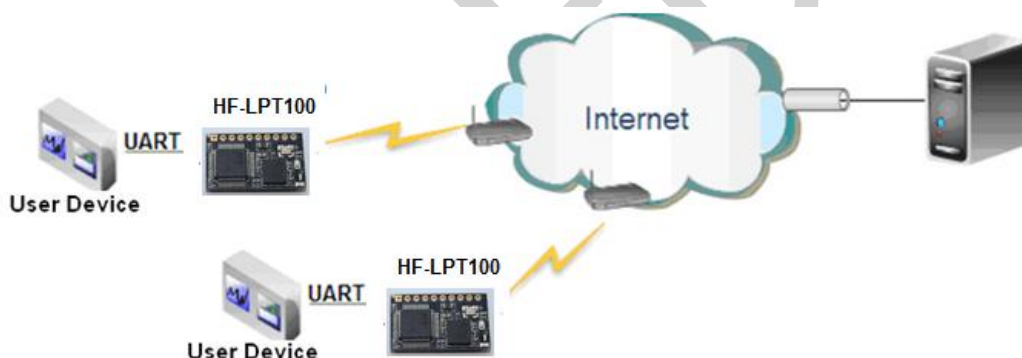 HF-LPT100
UART
User Device
Internet
HF-LPT100
UART
User Device